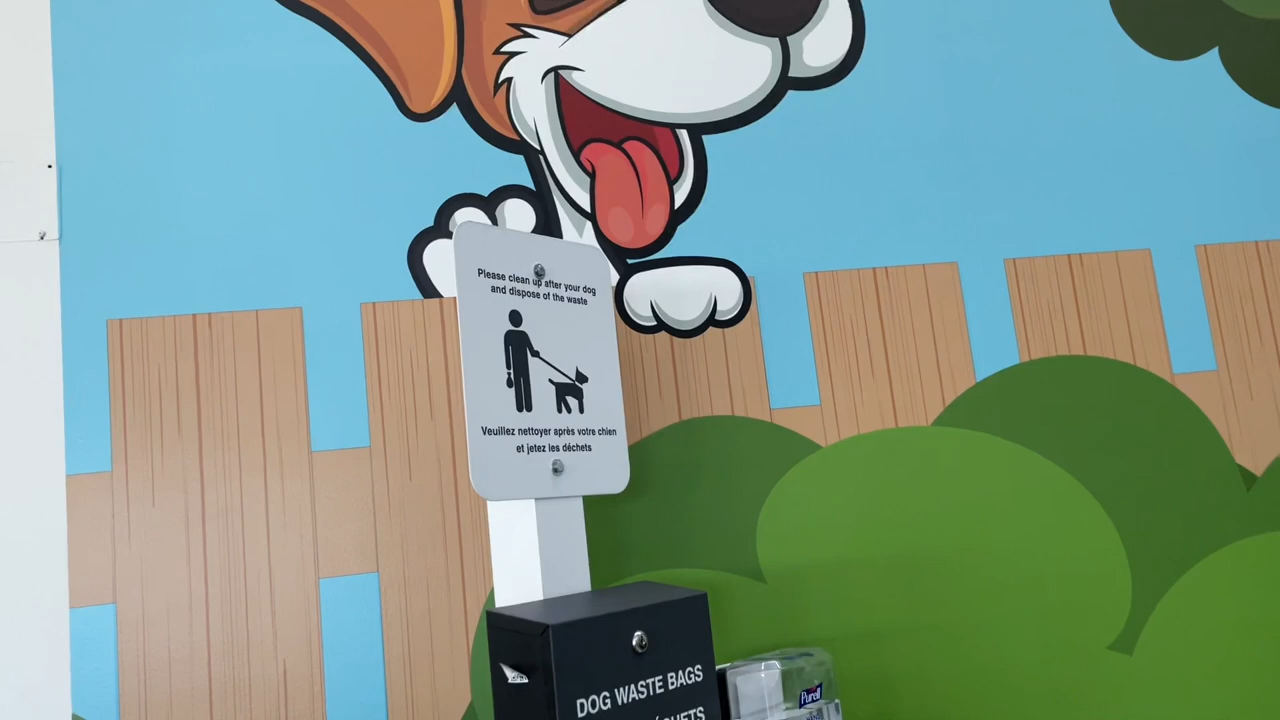 Please clean up after your dog
and dispose of the waste
Veuillez nettoyer après votre chien
et jetez les déchets
DOG WASTE BAGS
Purell